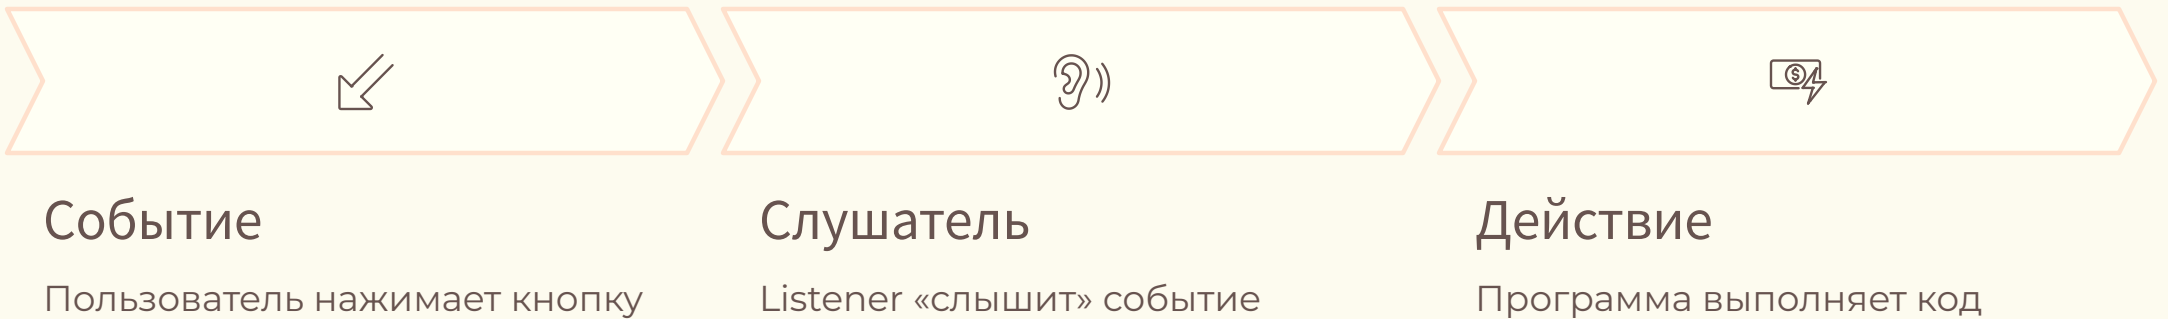 Событие
Пользователь нажимает кнопку
Слушатель
Listener «слышит» событие
Действие
Программа выполняет код